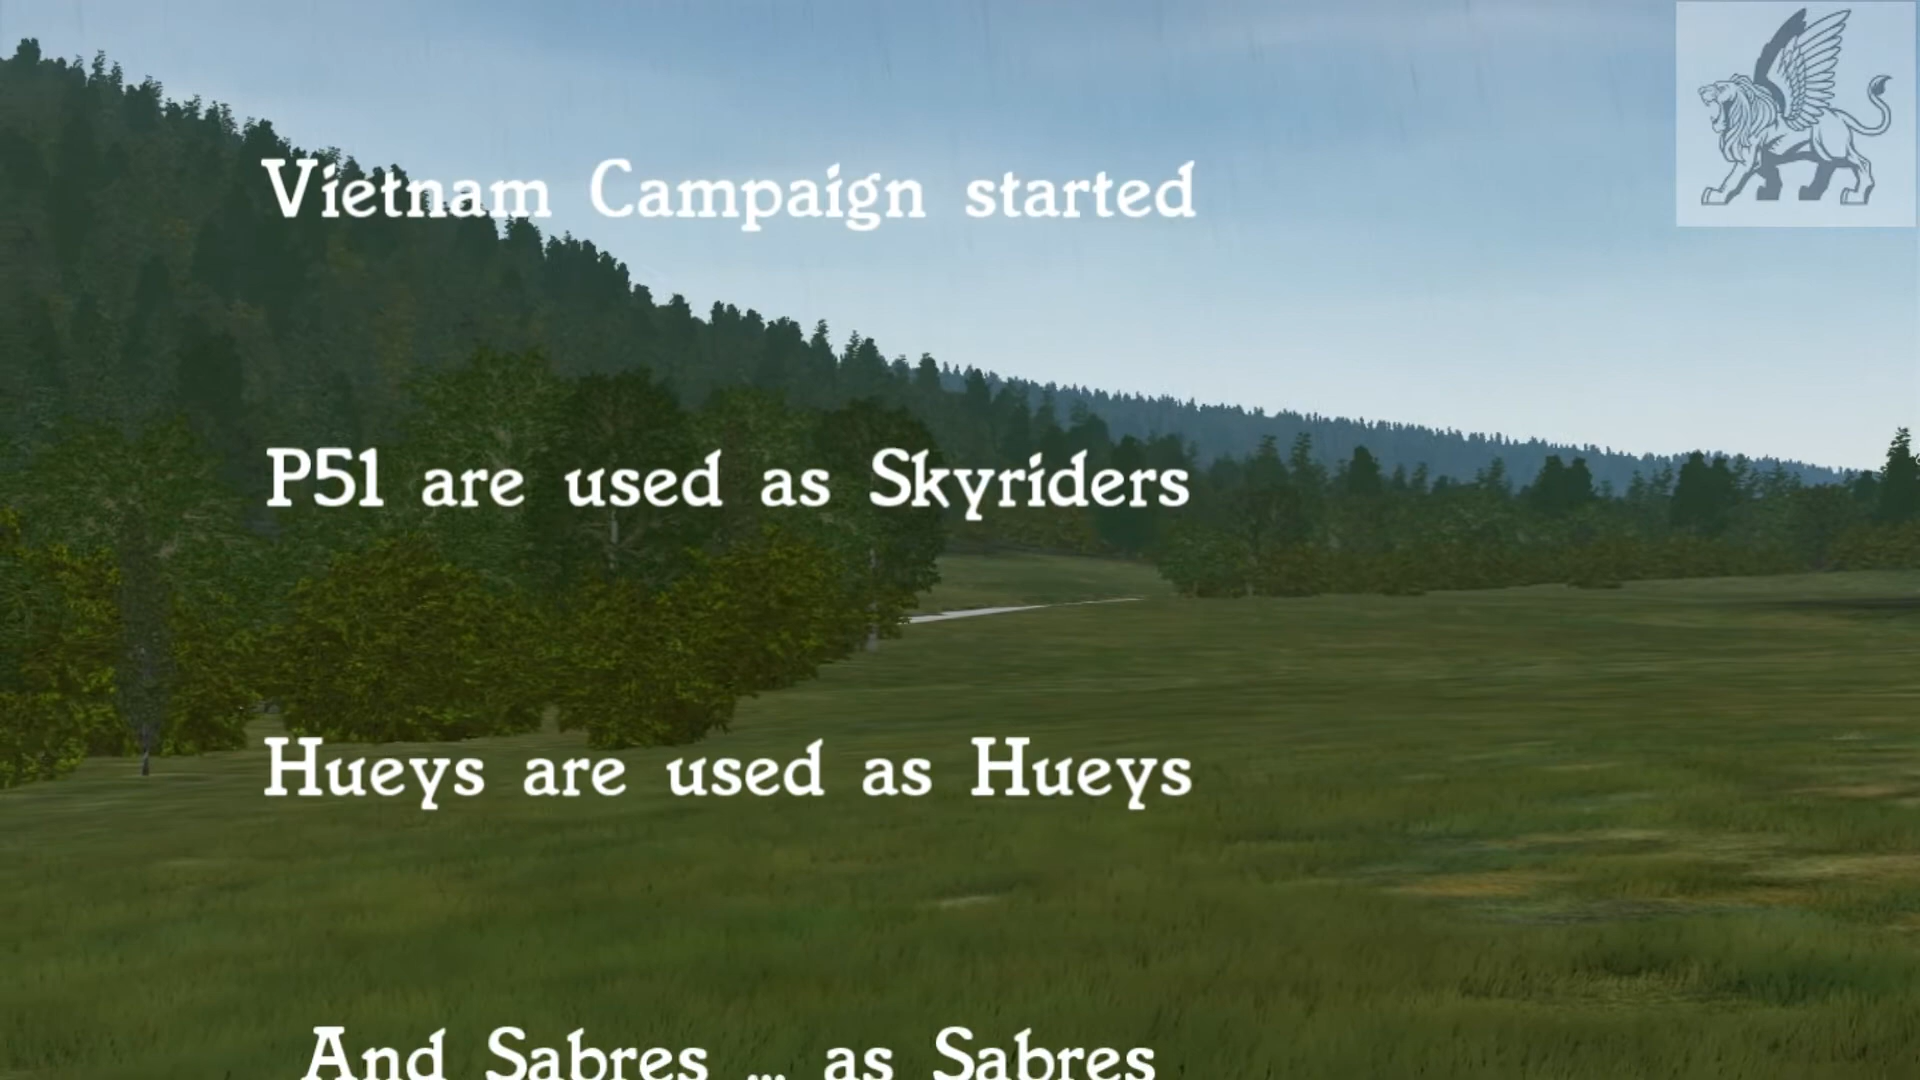 Vietnam Campaign started
P51 are used as Skyriders
Hueys are used as Hueys
And Sabres ... as Sabres